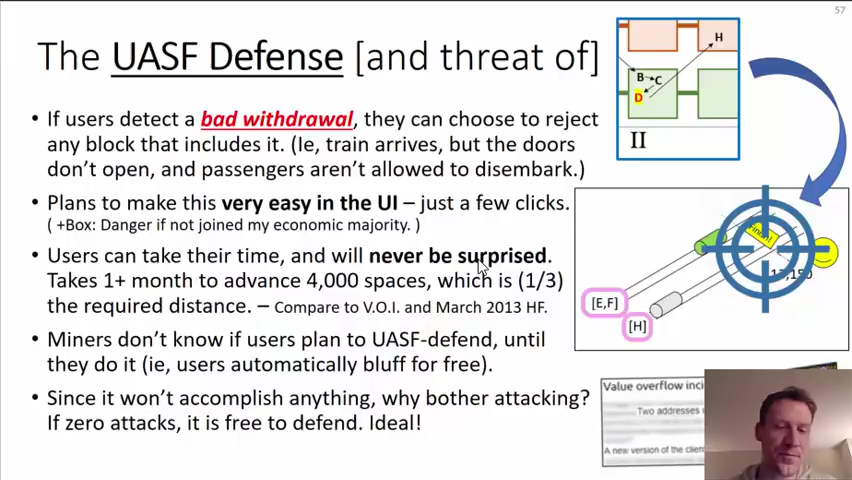 57
The UASF Defense [and threat of]
• If users detect a bad withdrawal, they can choose to reject
any block that includes it. (Ie, train arrives, but the doors
don't open, and passengers aren't allowed to disembark.)
• Plans to make this very easy in the UI – just a few clicks.
( +Box: Danger if not joined my economic majority. )
• Users can take their time, and will never be surprised.
Takes 1+ month to advance 4,000 spaces, which is (1/3)
the required distance. – Compare to V.O.I. and March 2013 HF.
• Miners don't know if users plan to UASF-defend, until
they do it (ie, users automatically bluff for free).
• Since it won't accomplish anything, why bother attacking?
If zero attacks, it is free to defend. Ideal!
H
B
C
D
II
[E,F]
[H]
Value overflow inci
Two addresses
A new version of the clien